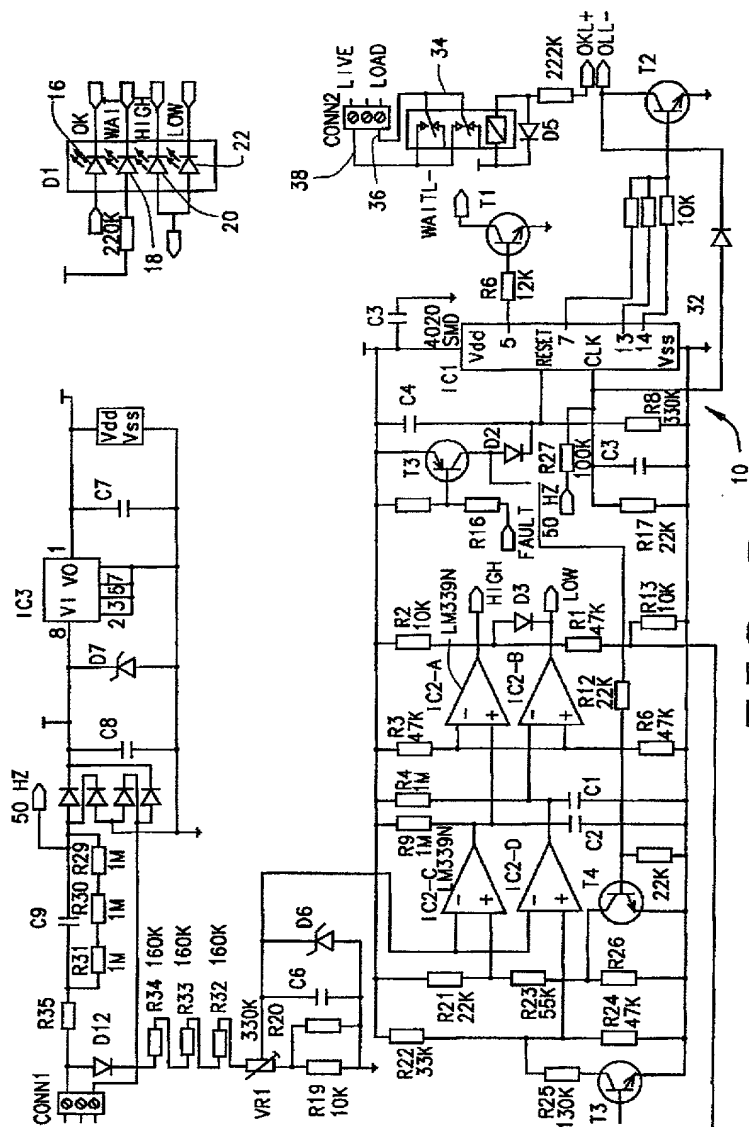 CONN1
R35
D12
R34 160K
R33 160K
R32 160K
C9
R31 1M
R30 1M
R29 1M
50 HZ
C8
D7
IC3
8
VI VO
1
2 3 5 7
C7
Vdd
Vss
D1
16
OK
WAIT
HIGH
LOW
220K
18
20
22
VR1
330K
R20
R19
10K
C6
D6
R22
33K
R21
22K
R23
55K
R24
47K
R26
R25
130K
T3
IC2-C
LM339N
IC2-D
T4
22K
R9
1M
R4
1M
C2
C1
R3
47K
IC2-A
LM339N
IC2-B
R6
47K
R2
10K
HIGH
D3
LOW
R1
47K
R12
22K
R13
10K
R16
FAULT
T3
D2
C4
50 HZ
R27
100K
C3
R17
22K
R8
330K
IC1
4020
SMD
C3
Vdd
5
RESET
7
CLK
13
14
Vss
32
R6
12K
T1
WAITL-
10K
T2
CONN2
LIVE
LOAD
38
36
34
D5
222K
OKL+
OLL-
10